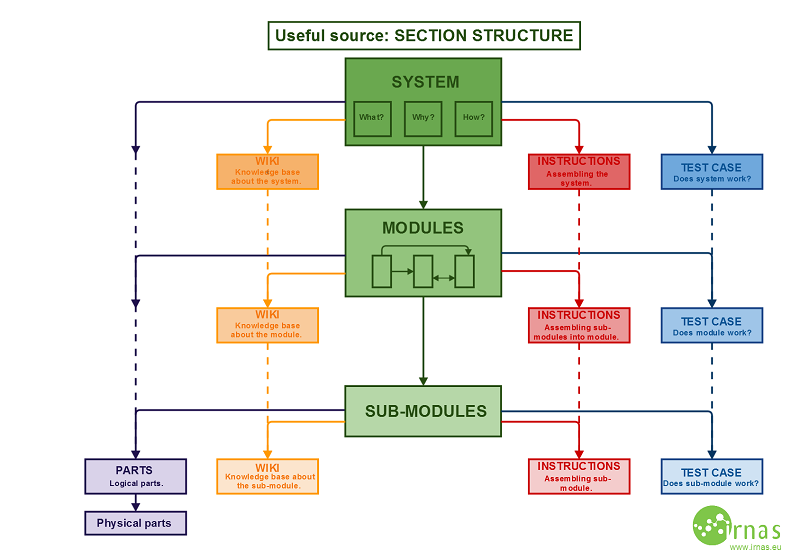 Useful source: SECTION STRUCTURE
SYSTEM
What? Why? How?
WIKI
Knowledge base
about the system.
INSTRUCTIONS
Assembling the
system.
TEST CASE
Does system work?
MODULES
WIKI
Knowledge base
about the module.
INSTRUCTIONS
Assembling sub-
modules into module.
TEST CASE
Does module work?
SUB-MODULES
PARTS
Logical parts.
WIKI
Knowledge base about
the sub-module.
INSTRUCTIONS
Assembling sub-
module.
TEST CASE
Does sub-module work?
Physical parts
irnas
www.irnas.eu